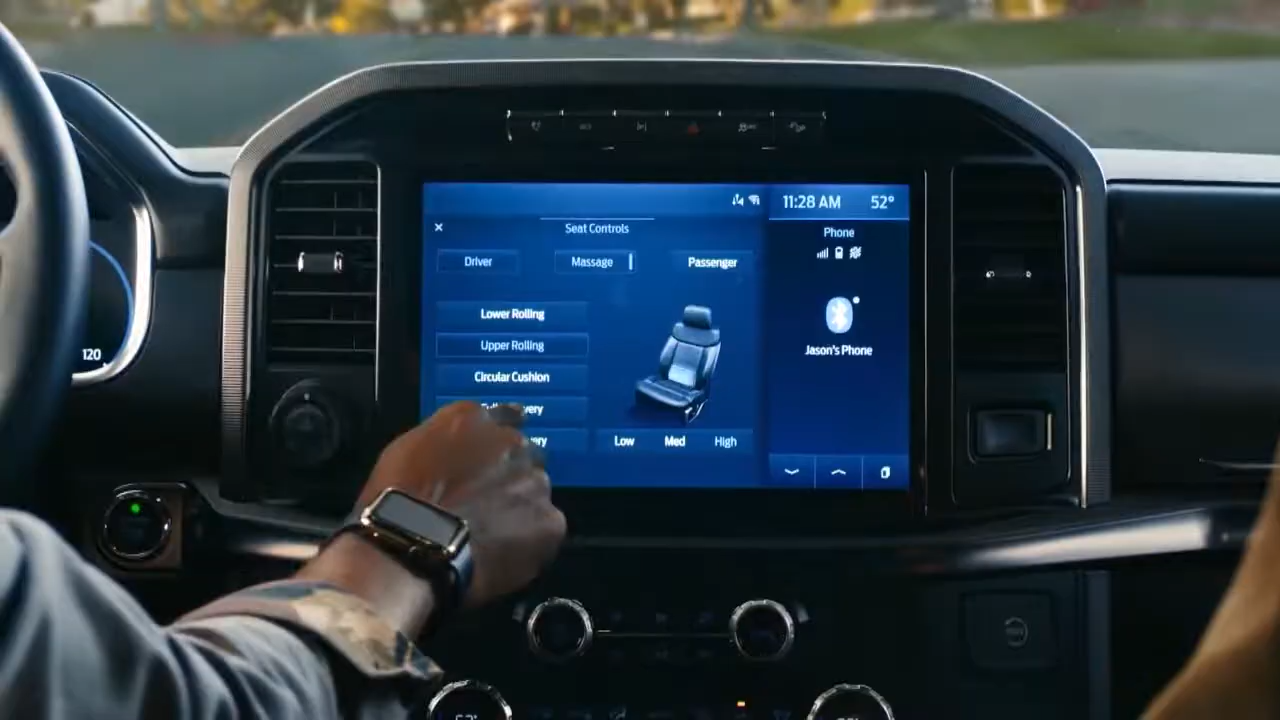 11:28 AM 52°
Seat Controls
Phone
Driver Massage Passenger
Lower Rolling
Upper Rolling
Jason's Phone
120
Circular Cushion
Low Med High